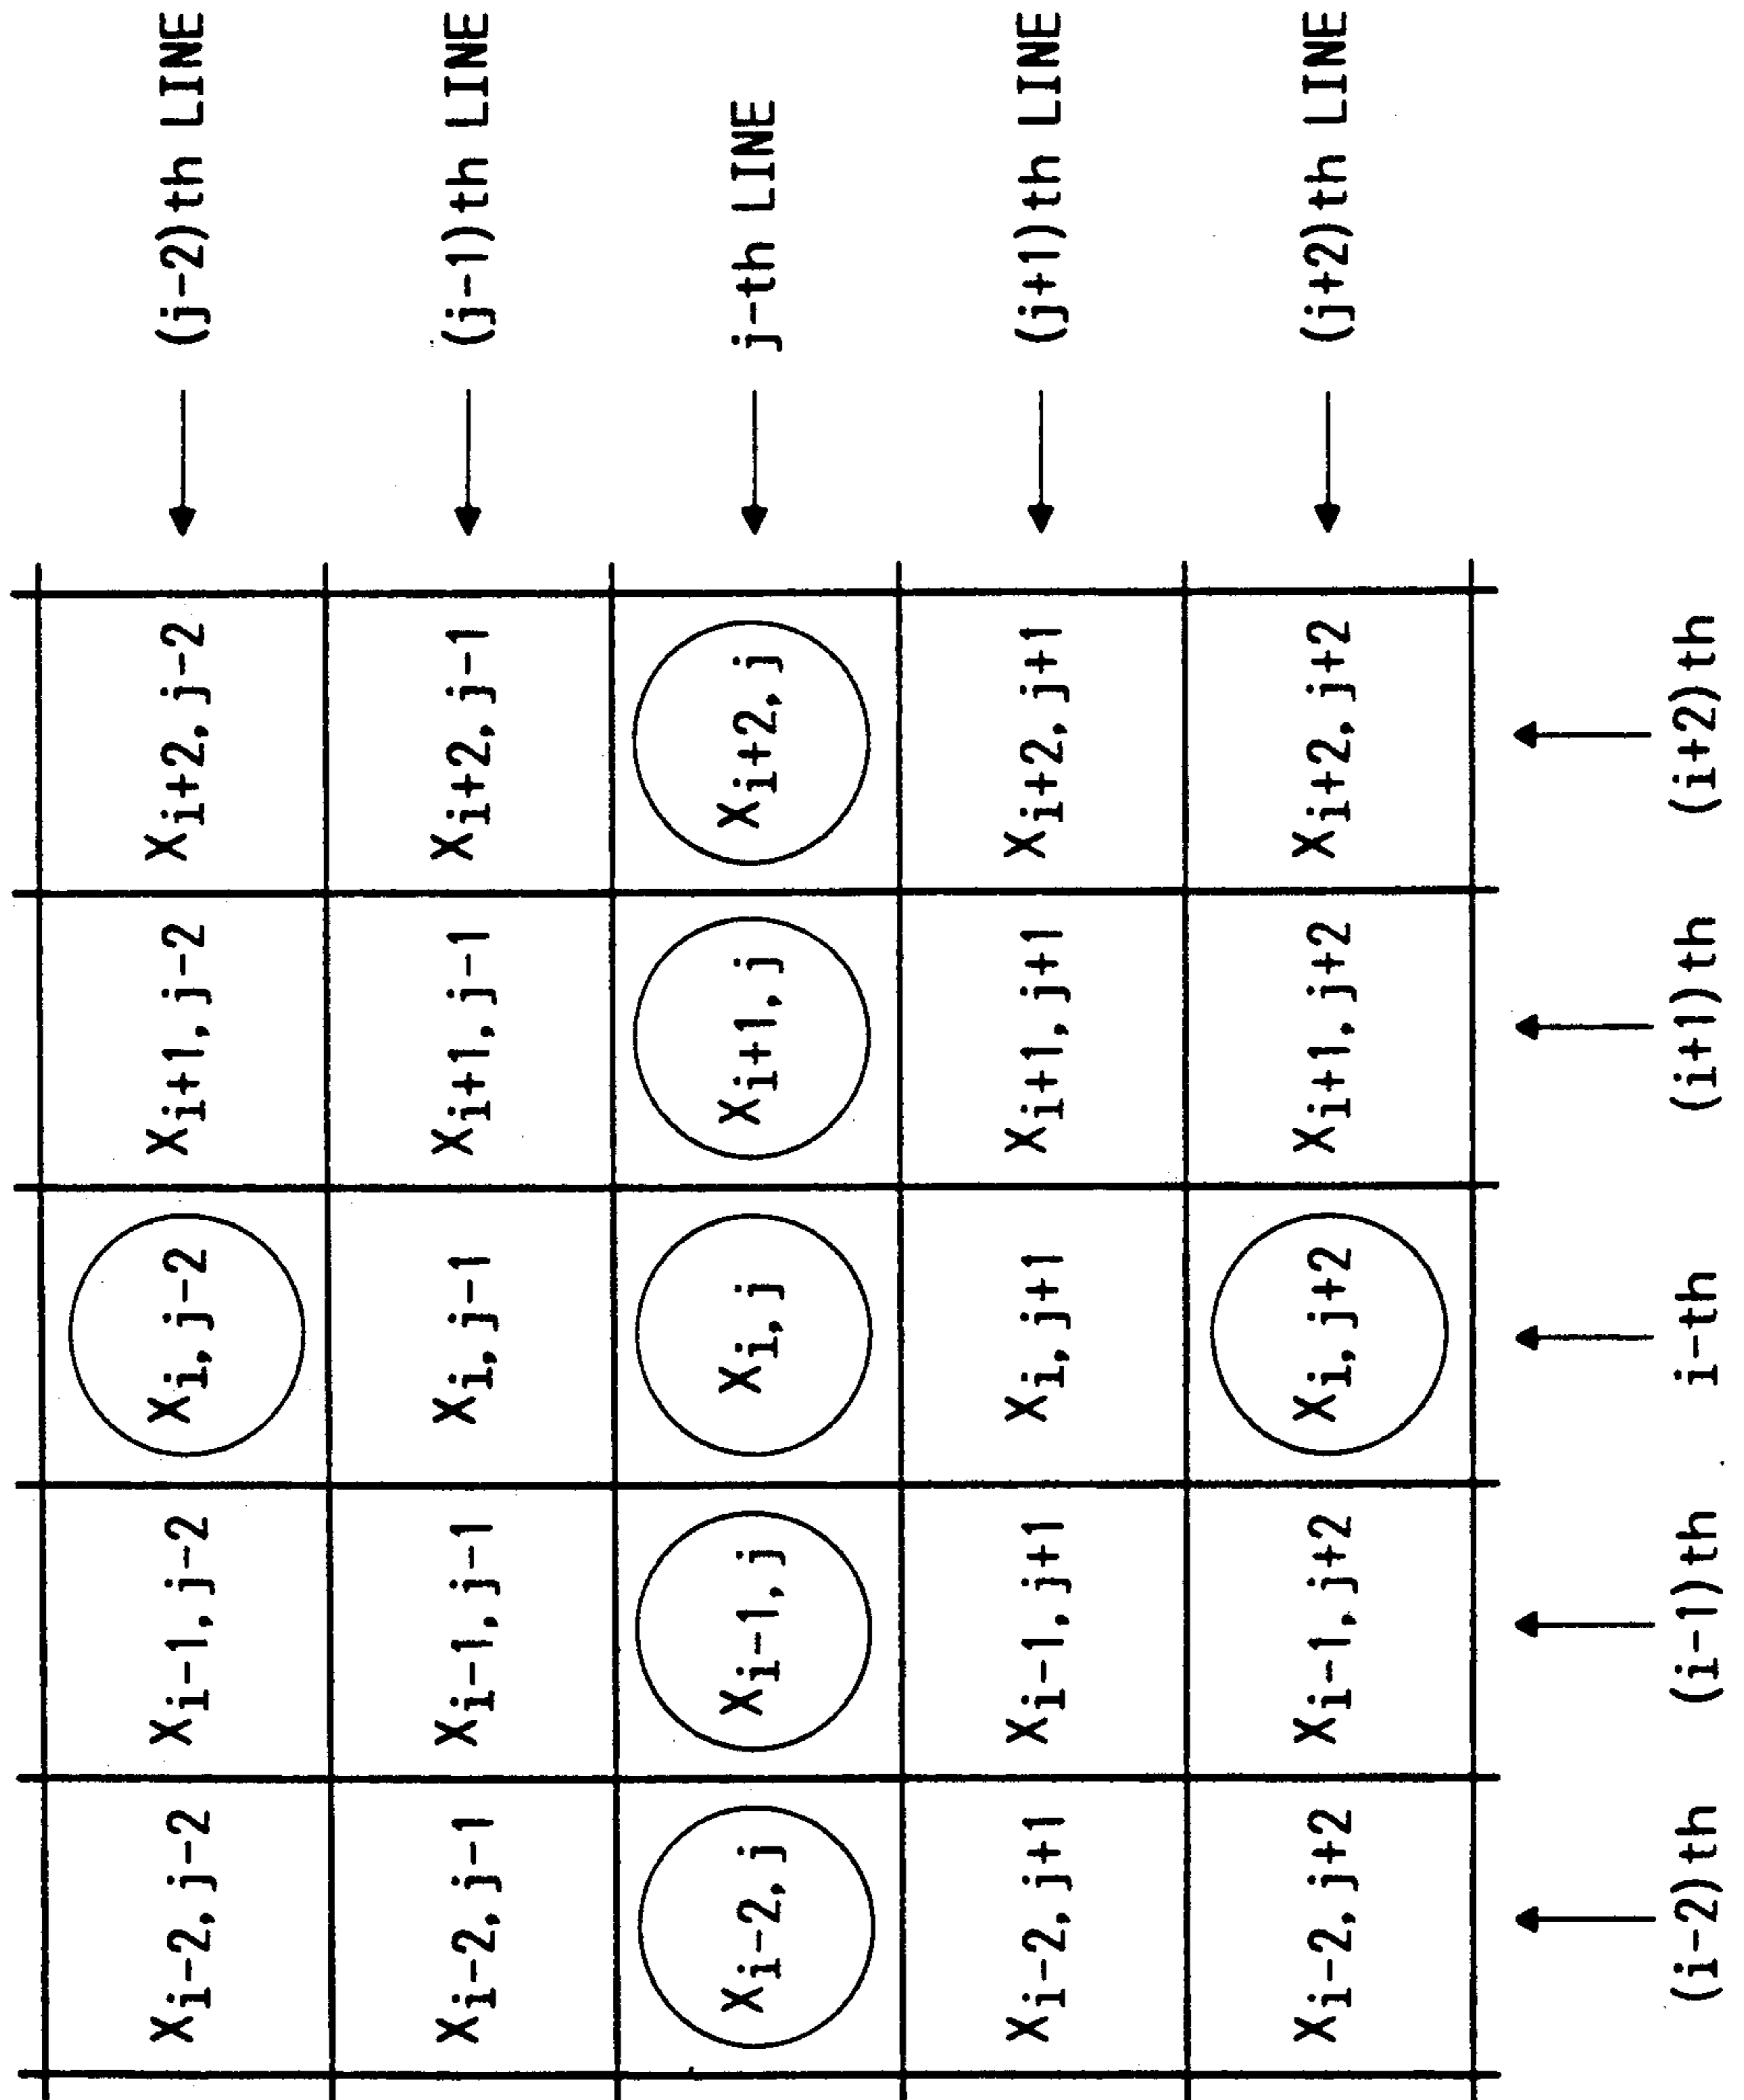 Xi-2,j-2 Xi-1,j-2 Xi,j-2 Xi+1,j-2 Xi+2,j-2 (j-2)th LINE
Xi-2,j-1 Xi-1,j-1 Xi,j-1 Xi+1,j-1 Xi+2,j-1 (j-1)th LINE
Xi-2,j Xi-1,j Xi,j Xi+1,j Xi+2,j j-th LINE
Xi-2,j+1 Xi-1,j+1 Xi,j+1 Xi+1,j+1 Xi+2,j+1 (j+1)th LINE
Xi-2,j+2 Xi-1,j+2 Xi,j+2 Xi+1,j+2 Xi+2,j+2 (j+2)th LINE
(i-2)th (i-1)th i-th (i+1)th (i+2)th